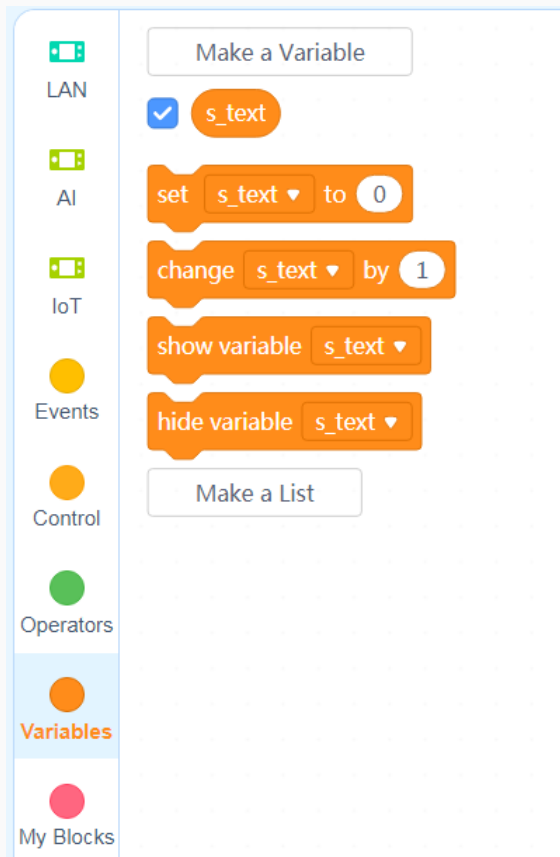 LAN
AI
IoT
Events
Control
Operators
Variables
My Blocks
Make a Variable
s_text
set s_text to 0
change s_text by 1
show variable s_text
hide variable s_text
Make a List